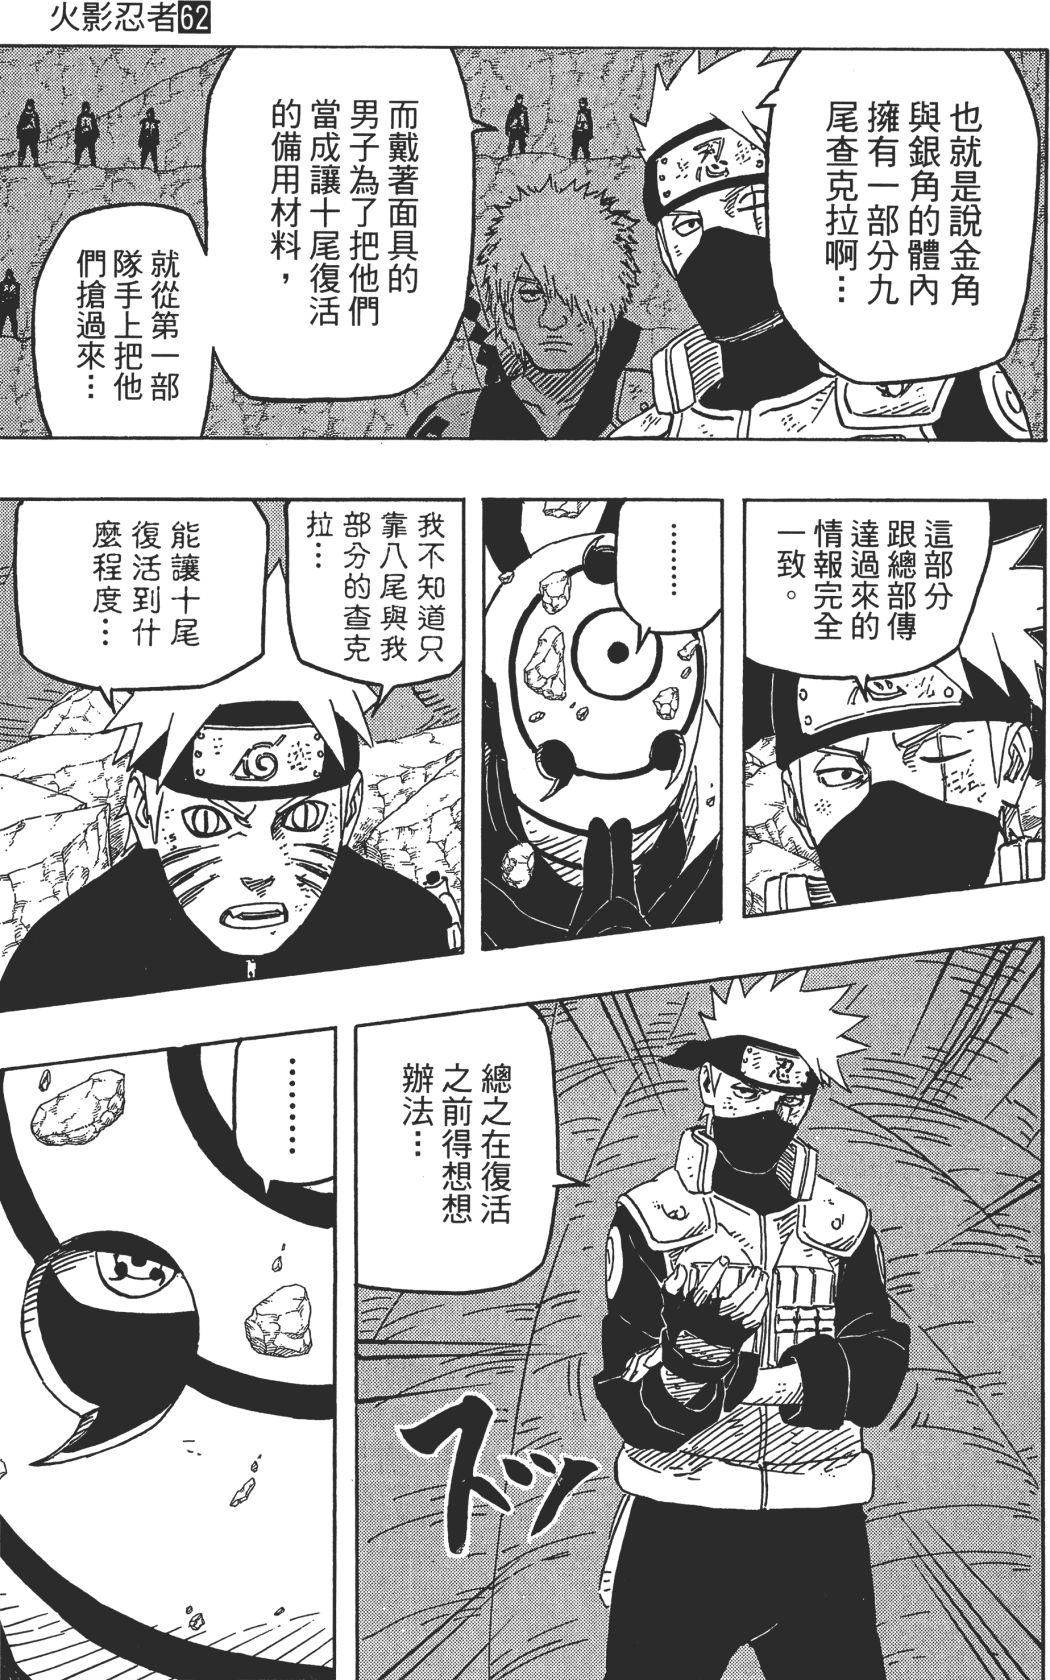 火影忍者62
也就是說金角
與銀角的體內
擁有一部分九
尾查克拉啊…
而戴著面具的
男子為了把他們
當成讓十尾復活
的備用材料，
就從第一部
隊手上把他
們搶過來…
忍
這部分
跟總部傳
達過來的
情報完全
一致。
………
我不知道只
靠八尾與我
部分的查克
拉…
能讓十尾
復活到什
麼程度…
總之在復活
之前得想想
辦法…
忍
スッ
………